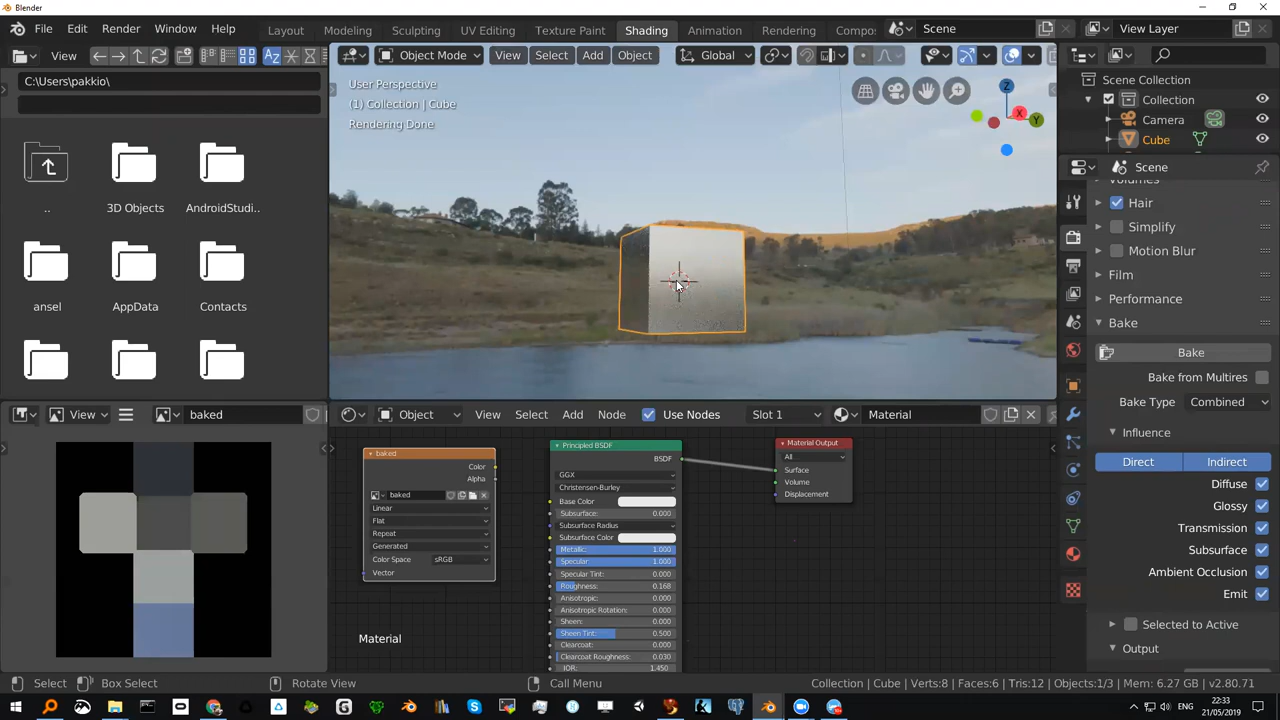 Blender
File Edit Render Window Help Layout Modeling Sculpting UV Editing Texture Paint Shading Animation Rendering Compos Scene View Layer
View Object Mode View Select Add Object Global
C:\Users\pakkio\
User Perspective
(1) Collection | Cube
Rendering Done
Z
X
Y
Scene Collection
Collection
Camera
Cube
..
3D Objects
AndroidStudi..
ansel
AppData
Contacts
Scene
Volumes
Hair
Simplify
Motion Blur
Film
Performance
Bake
Bake
Bake from Multires
Bake Type Combined
Influence
Direct Indirect
Diffuse
Glossy
Transmission
Subsurface
Ambient Occlusion
Emit
Selected to Active
Output
View baked
Object View Select Add Node Use Nodes Slot 1 Material
baked
Color
Alpha
baked
Linear
Flat
Repeat
Generated
Color Space sRGB
Vector
Principled BSDF
BSDF
GGX
Christensen-Burley
Base Color
Subsurface: 0.000
Subsurface Radius
Subsurface Color
Metallic: 1.000
Specular: 1.000
Specular Tint: 0.000
Roughness: 0.168
Anisotropic: 0.000
Anisotropic Rotation: 0.000
Sheen: 0.000
Sheen Tint: 0.500
Clearcoat: 0.000
Clearcoat Roughness: 0.030
IOR: 1.450
Material Output
All
Surface
Volume
Displacement
Material
Select Box Select Rotate View Call Menu Collection | Cube | Verts:8 | Faces:6 | Tris:12 | Objects:1/3 | Mem: 6.27 GB | v2.80.71
22:33
21/05/2019